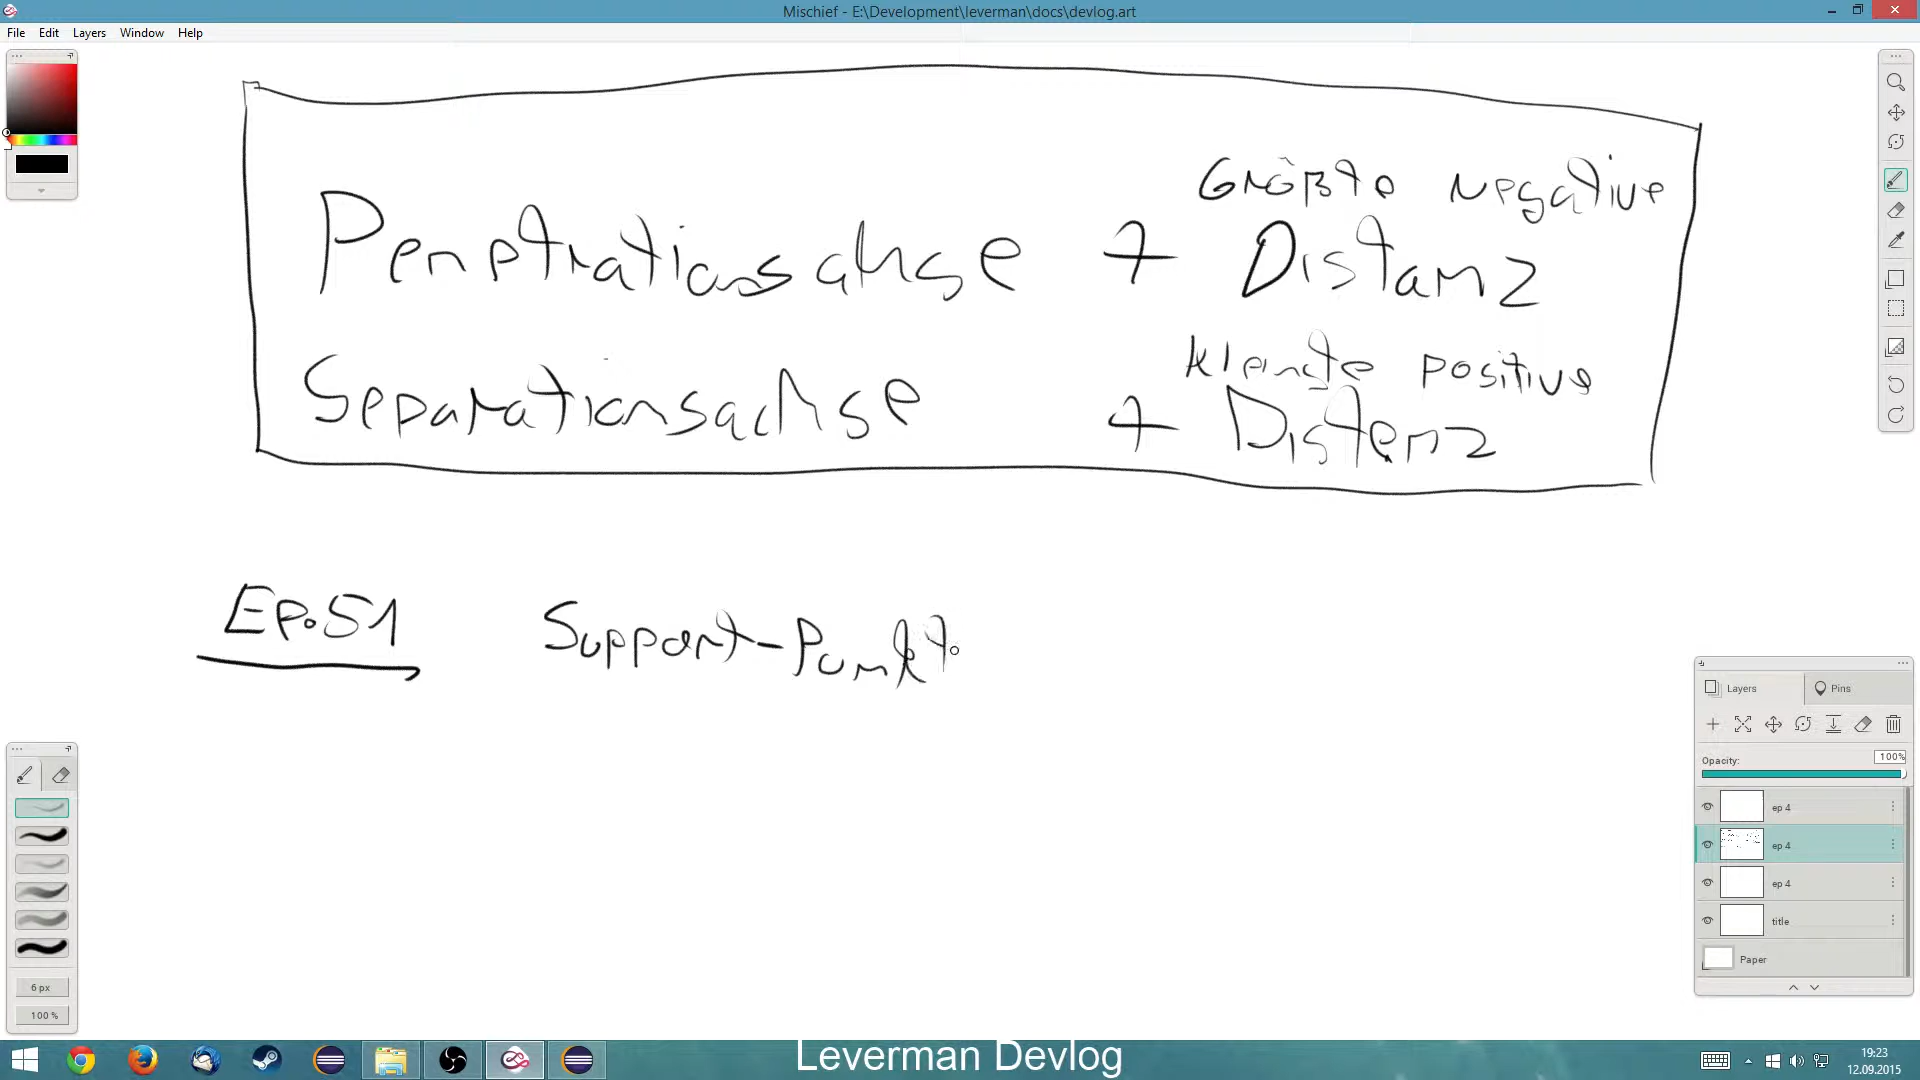 Mischief - E:\Development\leverman\docs\devlog.art
File Edit Layers Window Help
Größte negative
Penetrationsachse + Distanz
kleinste positive
Separationsachse + Distanz
Ep.51 Support-Punkt
Layers Pins
Opacity: 100%
ep 4
ep 4
ep 4
title
Paper
6 px
100 %
Leverman Devlog
19:23
12.09.2015